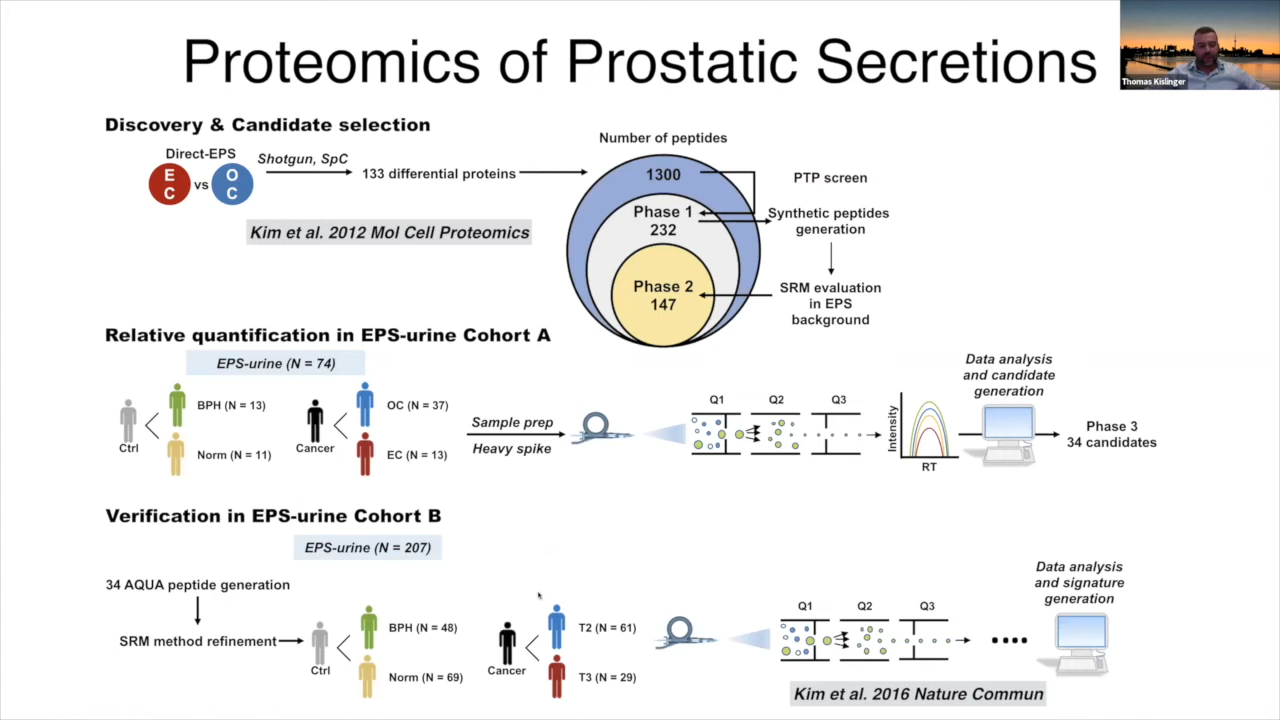 Proteomics of Prostatic Secretions
Thomas Kislinger
Discovery & Candidate selection
Direct-EPS
E
C
vs
O
C
Shotgun, SpC
133 differential proteins
Kim et al. 2012 Mol Cell Proteomics
Number of peptides
1300
Phase 1
232
Phase 2
147
PTP screen
Synthetic peptides
generation
SRM evaluation
in EPS
background
Relative quantification in EPS-urine Cohort A
EPS-urine (N = 74)
Ctrl
BPH (N = 13)
Norm (N = 11)
Cancer
OC (N = 37)
EC (N = 13)
Sample prep
Heavy spike
Q1
Q2
Q3
Intensity
RT
Data analysis
and candidate
generation
Phase 3
34 candidates
Verification in EPS-urine Cohort B
EPS-urine (N = 207)
34 AQUA peptide generation
SRM method refinement
Ctrl
BPH (N = 48)
Norm (N = 69)
Cancer
T2 (N = 61)
T3 (N = 29)
Q1
Q2
Q3
Data analysis
and signature
generation
Kim et al. 2016 Nature Commun